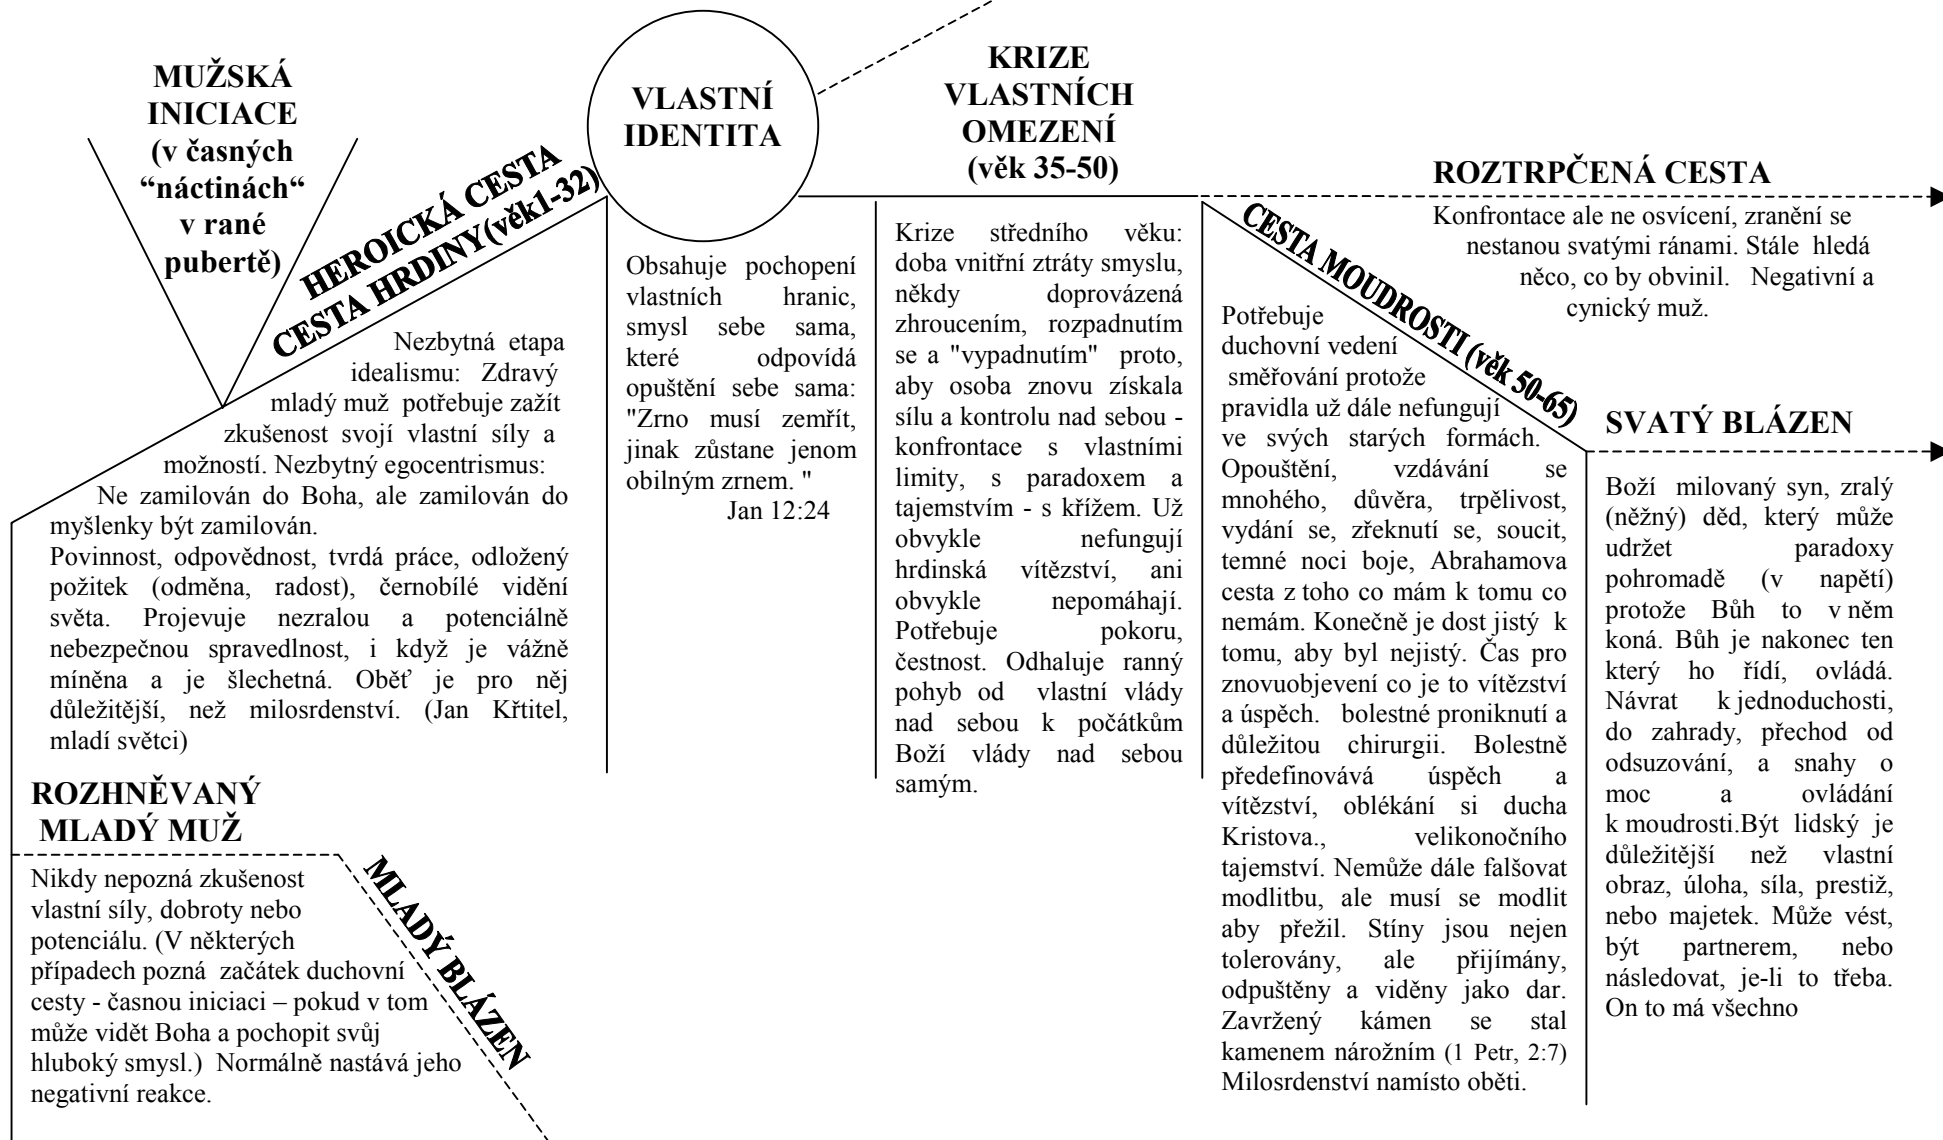 MUŽSKÁ
INICIACE
(v časných
“náctinách“
v rané
pubertě)
HEROICKÁ CESTA
CESTA HRDINY(věk1-32)
Nezbytná etapa
idealismu: Zdravý
mladý muž potřebuje zažít
zkušenost svojí vlastní síly a
možností. Nezbytný egocentrismus:
Ne zamilován do Boha, ale zamilován do
myšlenky být zamilován.
Povinnost, odpovědnost, tvrdá práce, odložený
požitek (odměna, radost), černobílé vidění
světa. Projevuje nezralou a potenciálně
nebezpečnou spravedlnost, i když je vážně
míněna a je šlechetná. Oběť je pro něj
důležitější, než milosrdenství. (Jan Křtitel,
mladí světci)
ROZHNĚVANÝ
MLADÝ MUŽ
Nikdy nepozná zkušenost
vlastní síly, dobroty nebo
potenciálu. (V některých
případech pozná začátek duchovní
cesty - časnou iniciaci – pokud v tom
může vidět Boha a pochopit svůj
hluboký smysl.) Normálně nastává jeho
negativní reakce.
MLADÝ BLÁZEN
VLASTNÍ
IDENTITA
Obsahuje pochopení
vlastních hranic,
smysl sebe sama,
které odpovídá
opuštění sebe sama:
"Zrno musí zemřít,
jinak zůstane jenom
obilným zrnem. "
Jan 12:24
KRIZE
VLASTNÍCH
OMEZENÍ
(věk 35-50)
Krize středního věku:
doba vnitřní ztráty smyslu,
někdy doprovázená
zhroucením, rozpadnutím
se a "vypadnutím" proto,
aby osoba znovu získala
sílu a kontrolu nad sebou -
konfrontace s vlastními
limity, s paradoxem a
tajemstvím - s křížem. Už
obvykle nefungují
hrdinská vítězství, ani
obvykle nepomáhají.
Potřebuje pokoru,
čestnost. Odhaluje ranný
pohyb od vlastní vlády
nad sebou k počátkům
Boží vlády nad sebou
samým.
CESTA MOUDROSTI (věk 50-65)
Potřebuje
duchovní vedení
směřování protože
pravidla už dále nefungují
ve svých starých formách.
Opouštění, vzdávání se
mnohého, důvěra, trpělivost,
vydání se, zřeknutí se, soucit,
temné noci boje, Abrahamova
cesta z toho co mám k tomu co
nemám. Konečně je dost jistý k
tomu, aby byl nejistý. Čas pro
znovuobjevení co je to vítězství
a úspěch. bolestné proniknutí a
důležitou chirurgii. Bolestně
předefinovává úspěch a
vítězství, oblékání si ducha
Kristova., velikonočního
tajemství. Nemůže dále falšovat
modlitbu, ale musí se modlit
aby přežil. Stíny jsou nejen
tolerovány, ale přijímány,
odpuštěny a viděny jako dar.
Zavržený kámen se stal
kamenem nárožním (1 Petr, 2:7)
Milosrdenství namísto oběti.
ROZTRPČENÁ CESTA
Konfrontace ale ne osvícení, zranění se
nestanou svatými ránami. Stále hledá
něco, co by obvinil. Negativní a
cynický muž.
SVATÝ BLÁZEN
Boží milovaný syn, zralý
(něžný) děd, který může
udržet paradoxy
pohromadě (v napětí)
protože Bůh to v něm
koná. Bůh je nakonec ten
který ho řídí, ovládá.
Návrat k jednoduchosti,
do zahrady, přechod od
odsuzování, a snahy o
moc a ovládání
k moudrosti.Být lidský je
důležitější než vlastní
obraz, úloha, síla, prestiž,
nebo majetek. Může vést,
být partnerem, nebo
následovat, je-li to třeba.
On to má všechno